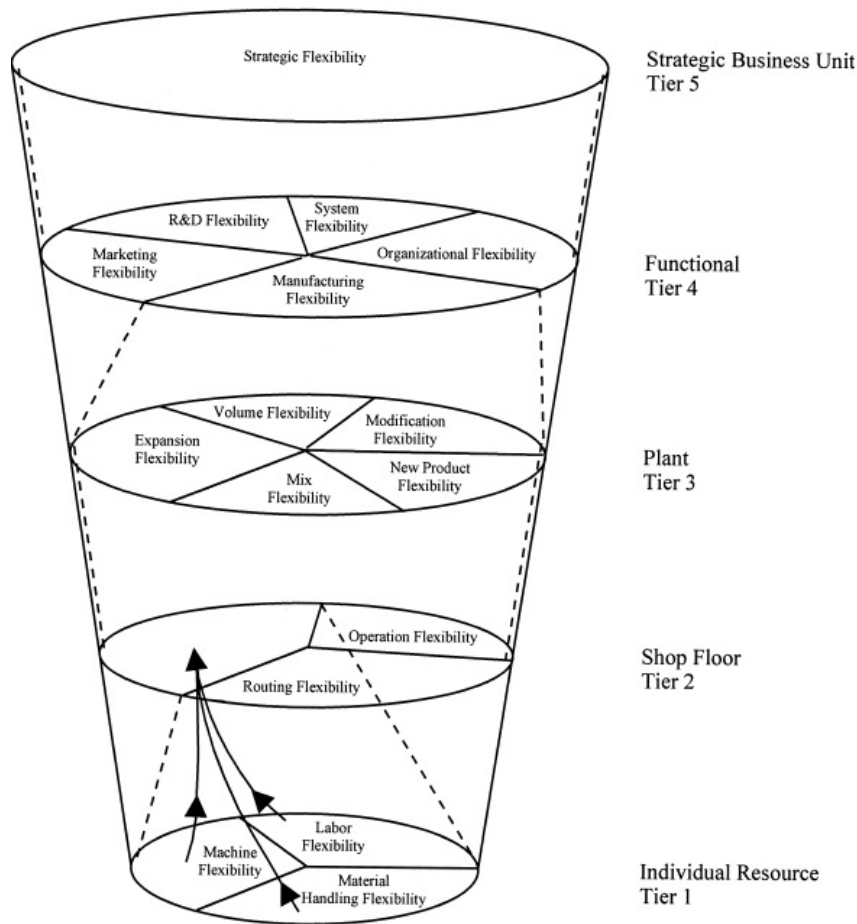 Strategic Flexibility
Strategic Business Unit
Tier 5
R&D Flexibility
System
Flexibility
Marketing
Flexibility
Organizational Flexibility
Manufacturing
Flexibility
Functional
Tier 4
Volume Flexibility
Modification
Flexibility
Expansion
Flexibility
New Product
Flexibility
Mix
Flexibility
Plant
Tier 3
Operation Flexibility
Routing Flexibility
Shop Floor
Tier 2
Labor
Flexibility
Machine
Flexibility
Material
Handling Flexibility
Individual Resource
Tier 1